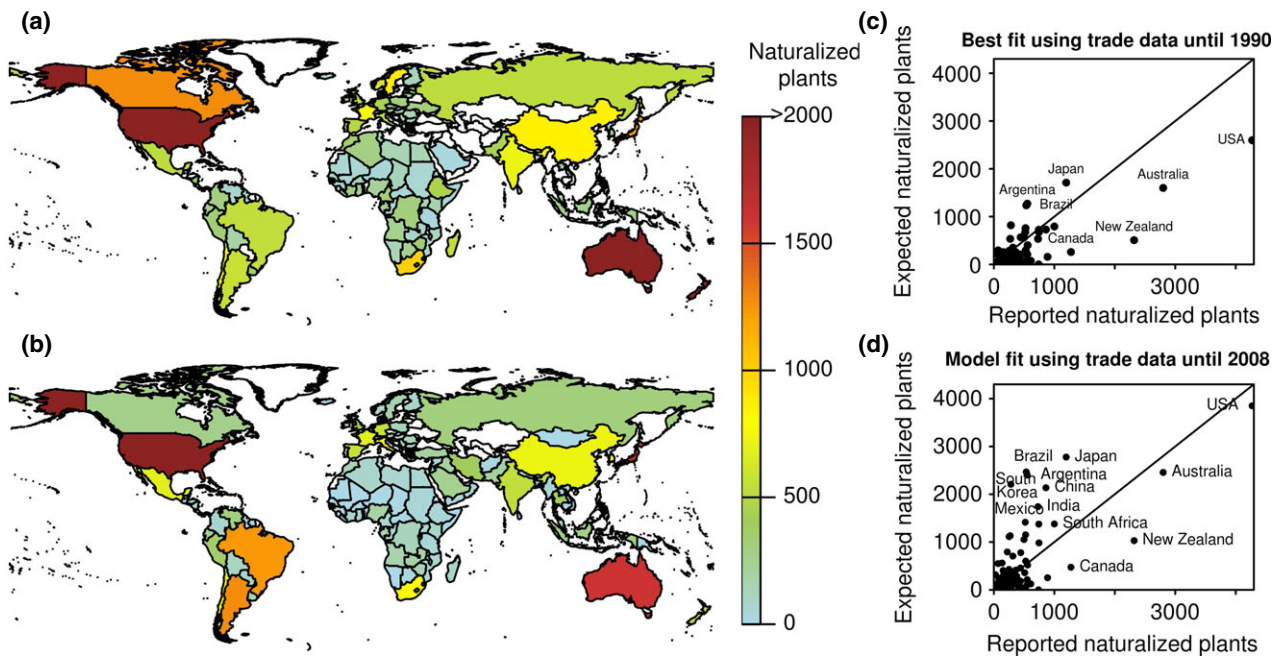 (a)
(b)
Naturalized
plants
>2000
1500
1000
500
0
(c)
Best fit using trade data until 1990
Expected naturalized plants
4000
3000
2000
1000
0
USA
Japan
Australia
Argentina
Brazil
New Zealand
Canada
0
1000
3000
Reported naturalized plants
(d)
Model fit using trade data until 2008
Expected naturalized plants
4000
3000
2000
1000
0
USA
Brazil
Japan
South
Argentina
Australia
Korea
China
Mexico
India
South Africa
New Zealand
Canada
0
1000
3000
Reported naturalized plants